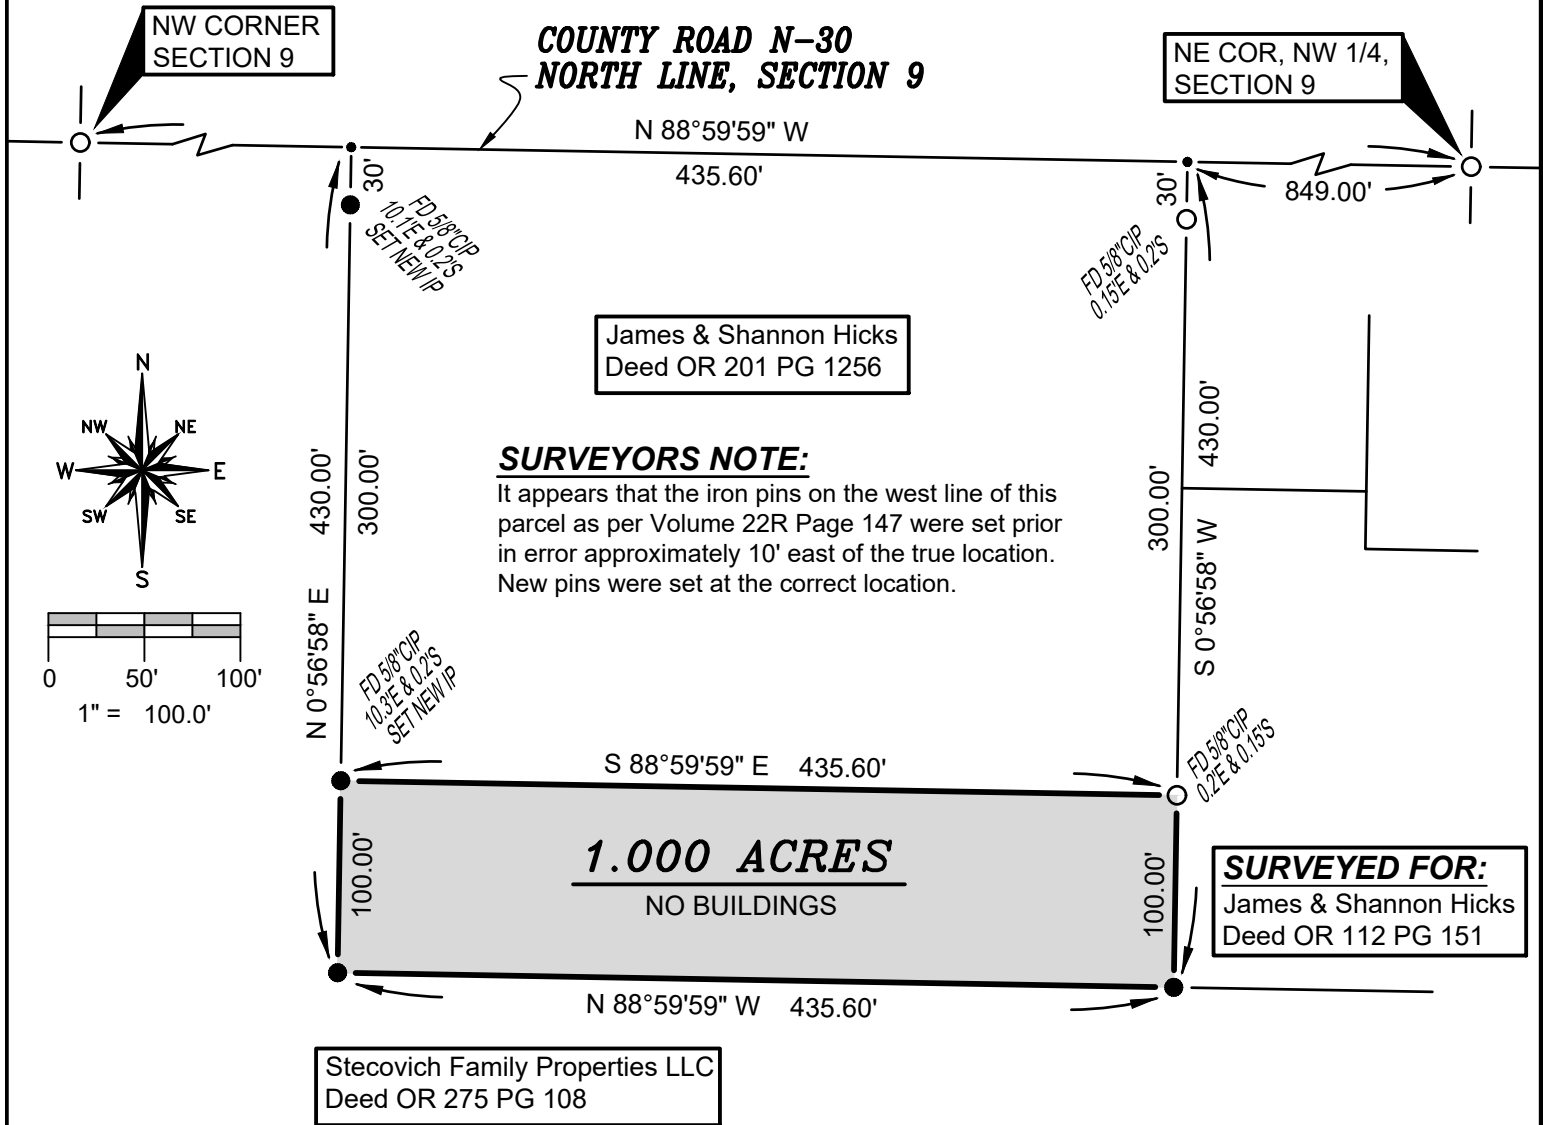 NW CORNER
SECTION 9
COUNTY ROAD N-30
NORTH LINE, SECTION 9
NE COR, NW 1/4,
SECTION 9
N 88°59'59" W
435.60'
30'
30'
849.00'
FD 5/8"CIP
10.1'E & 0.2'S
SET NEW IP
FD 5/8"CIP
0.15'E & 0.2'S
James & Shannon Hicks
Deed OR 201 PG 1256
N
NW
NE
W
E
SW
SE
S
SURVEYORS NOTE:
It appears that the iron pins on the west line of this
parcel as per Volume 22R Page 147 were set prior
in error approximately 10' east of the true location.
New pins were set at the correct location.
N 0°56'58" E 430.00'
300.00'
300.00'
S 0°56'58" W 430.00'
0 50' 100'
1" = 100.0'
FD 5/8"CIP
10.3'E & 0.2'S
SET NEW IP
FD 5/8"CIP
0.2'E & 0.15'S
S 88°59'59" E 435.60'
100.00'
1.000 ACRES
NO BUILDINGS
100.00'
SURVEYED FOR:
James & Shannon Hicks
Deed OR 112 PG 151
N 88°59'59" W 435.60'
Stecovich Family Properties LLC
Deed OR 275 PG 108